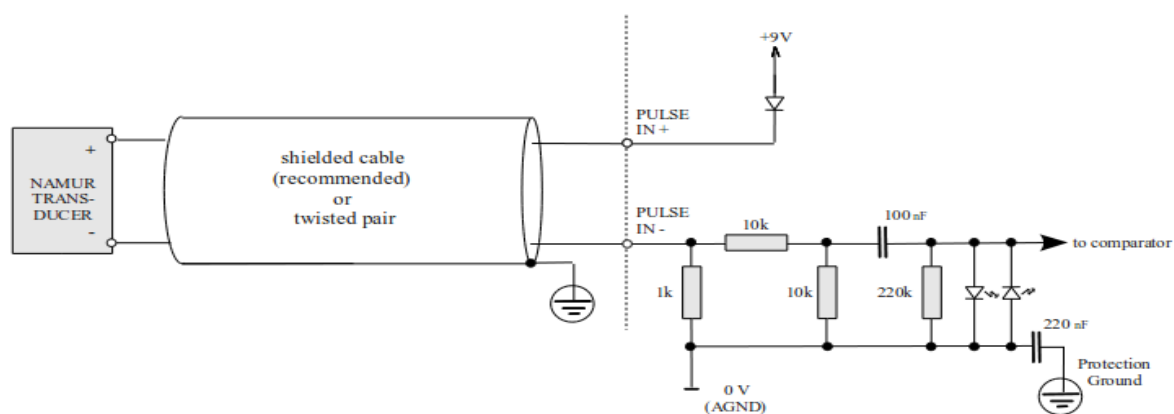 +9V
PULSE
IN +
+
NAMUR
TRANS-
DUCER
-
shielded cable
(recommended)
or
twisted pair
PULSE
IN -
10k
100 nF
to comparator
1k
10k
220k
220 nF
0 V
(AGND)
Protection
Ground